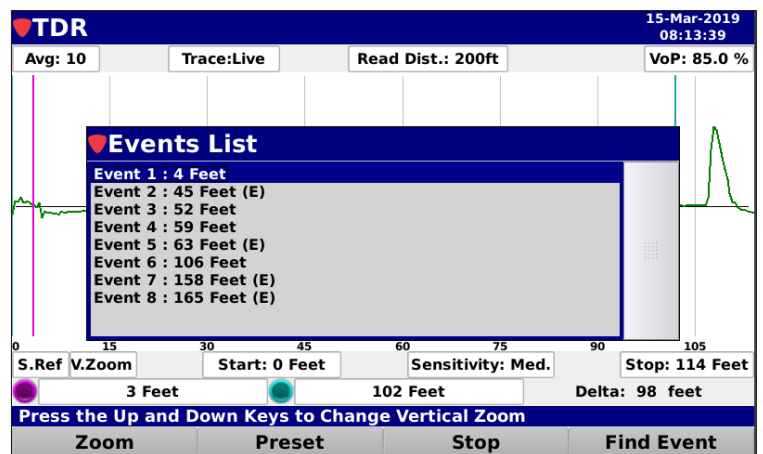 TDR
15-Mar-2019
08:13:39
Avg: 10 Trace:Live Read Dist.: 200ft VoP: 85.0 %
Events List
Event 1 : 4 Feet
Event 2 : 45 Feet (E)
Event 3 : 52 Feet
Event 4 : 59 Feet
Event 5 : 63 Feet (E)
Event 6 : 106 Feet
Event 7 : 158 Feet (E)
Event 8 : 165 Feet (E)
0 15 30 45 60 75 90 105
S.Ref V.Zoom Start: 0 Feet Sensitivity: Med. Stop: 114 Feet
3 Feet 102 Feet Delta: 98 feet
Press the Up and Down Keys to Change Vertical Zoom
Zoom Preset Stop Find Event